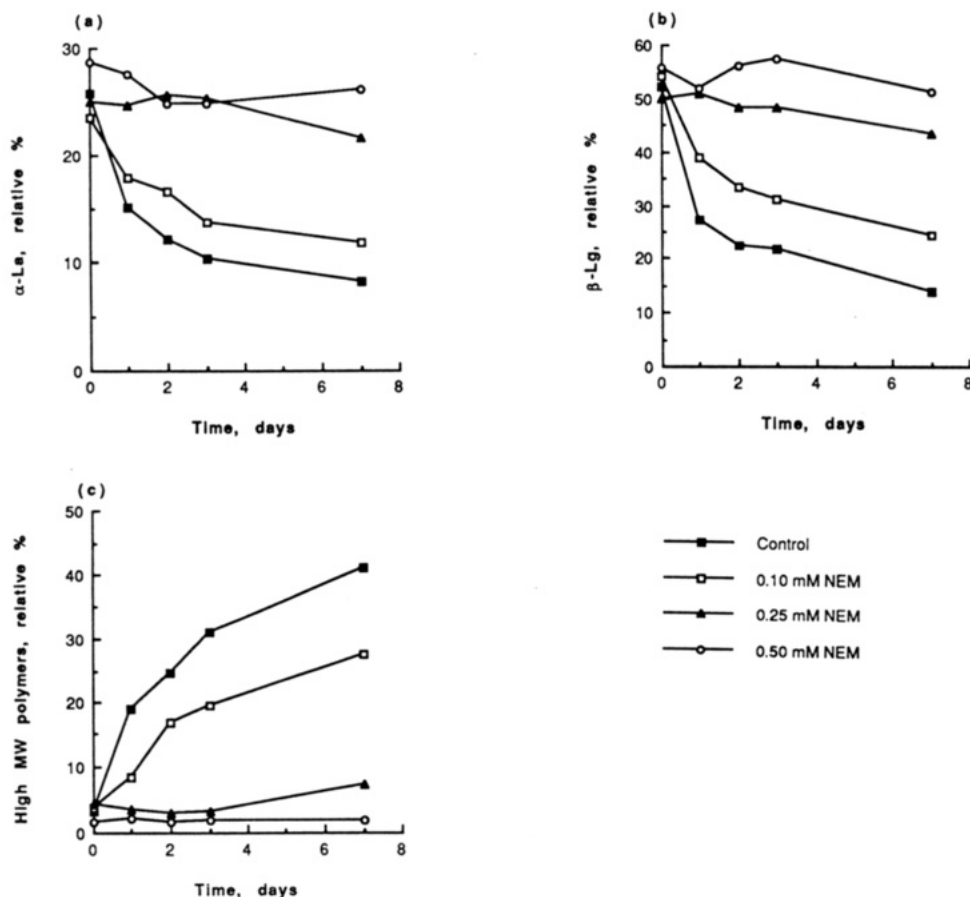 (a)
30
20
10
0
α-La, relative %
0 2 4 6 8
Time, days
(b)
60
50
40
30
20
10
0
β-Lg, relative %
0 2 4 6 8
Time, days
(c)
50
40
30
20
10
0
High MW polymers, relative %
0 2 4 6 8
Time, days
Control
0.10 mM NEM
0.25 mM NEM
0.50 mM NEM